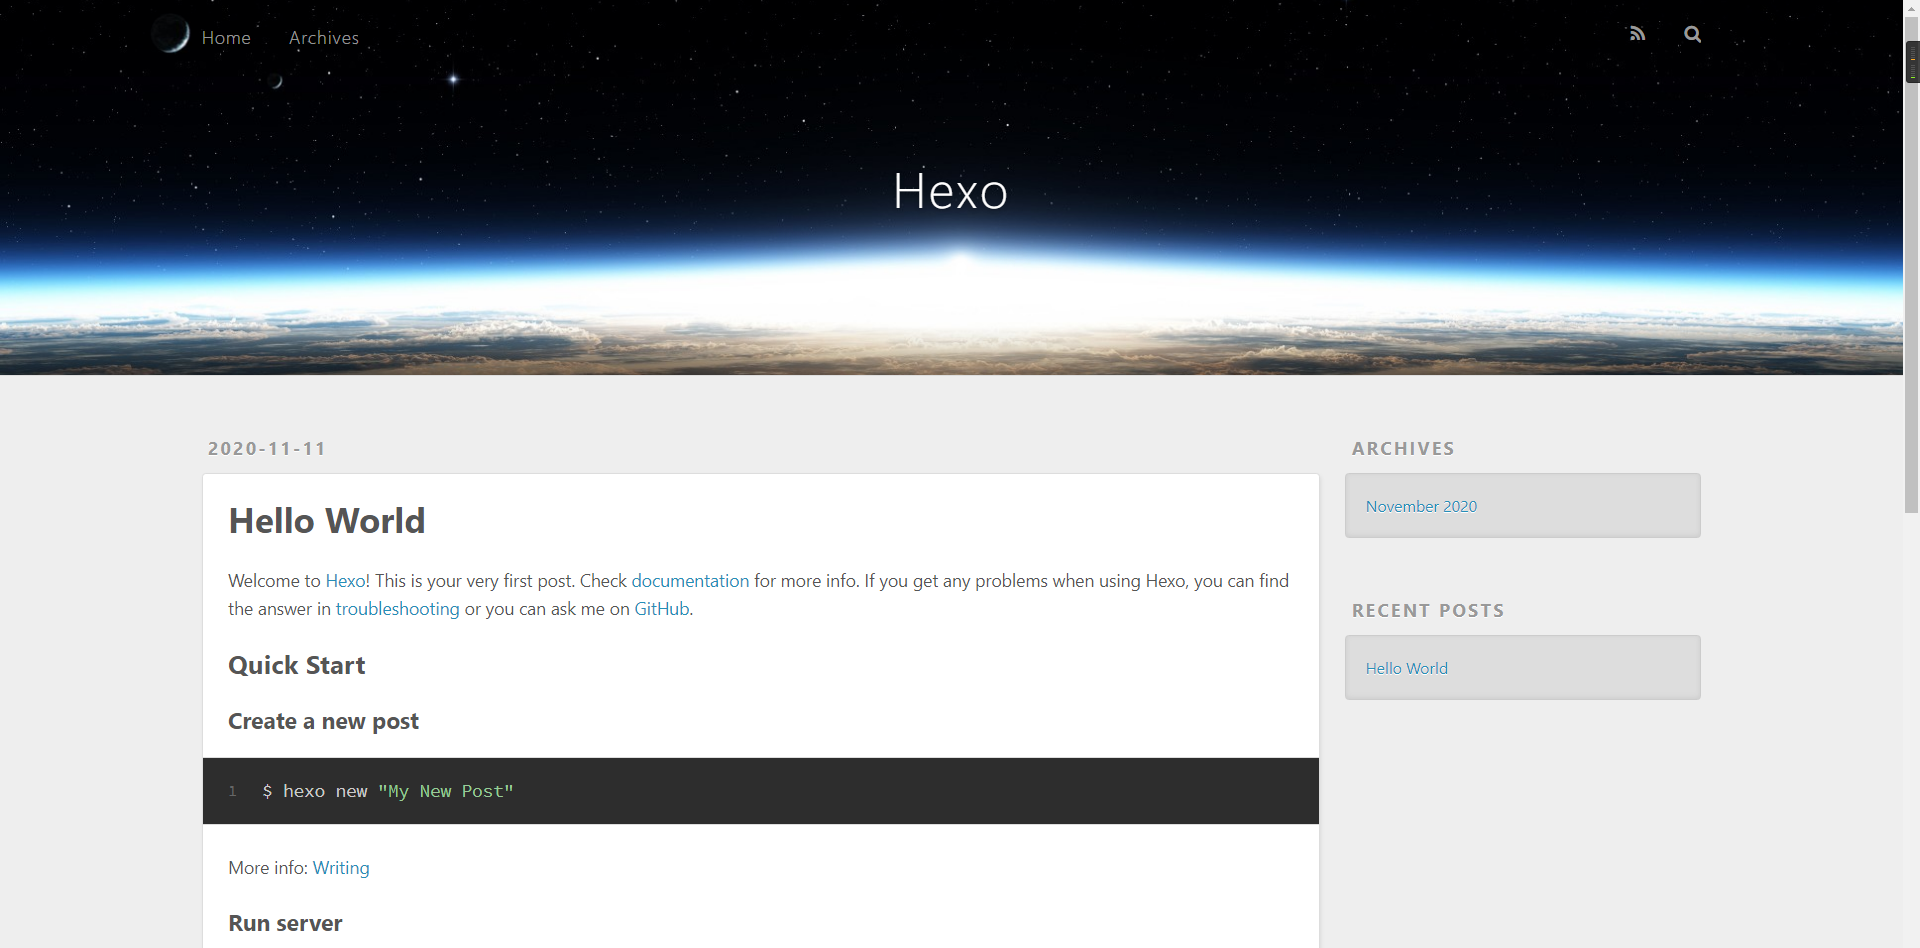 Home
Archives
Hexo
2020-11-11
Hello World
Welcome to Hexo! This is your very first post. Check documentation for more info. If you get any problems when using Hexo, you can find
the answer in troubleshooting or you can ask me on GitHub.
Quick Start
Create a new post
1 $ hexo new "My New Post"
More info: Writing
Run server
ARCHIVES
November 2020
RECENT POSTS
Hello World